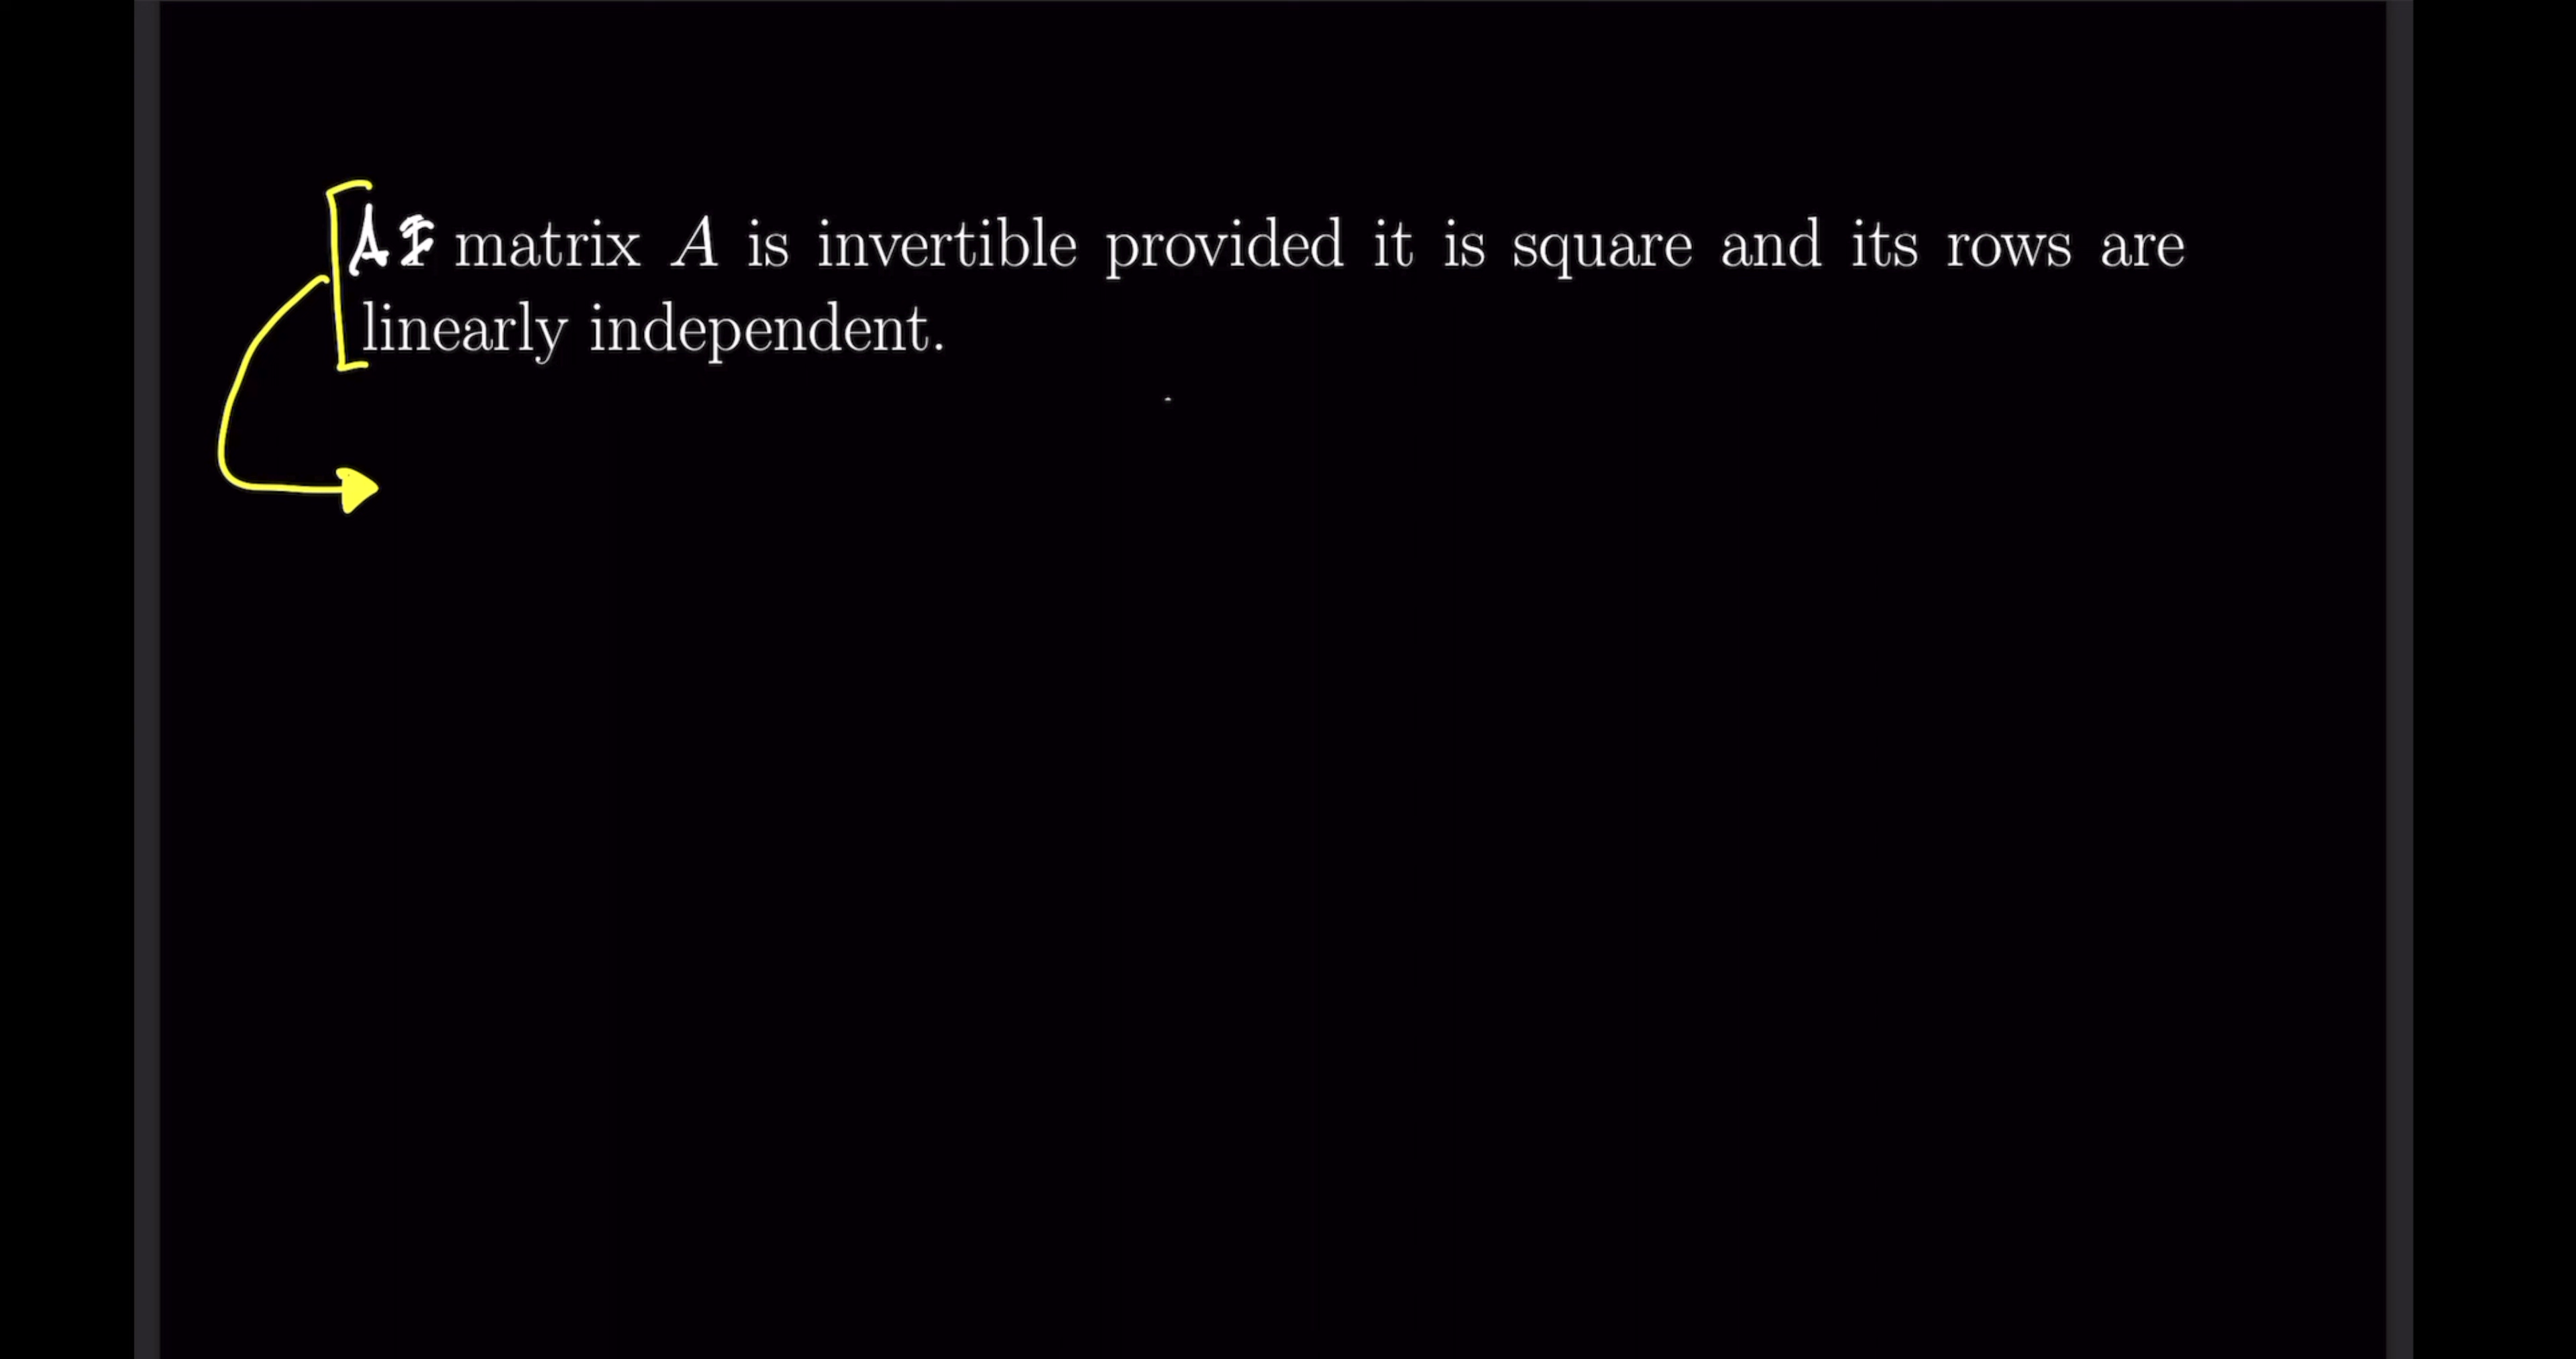 A matrix A is invertible provided it is square and its rows are
linearly independent.